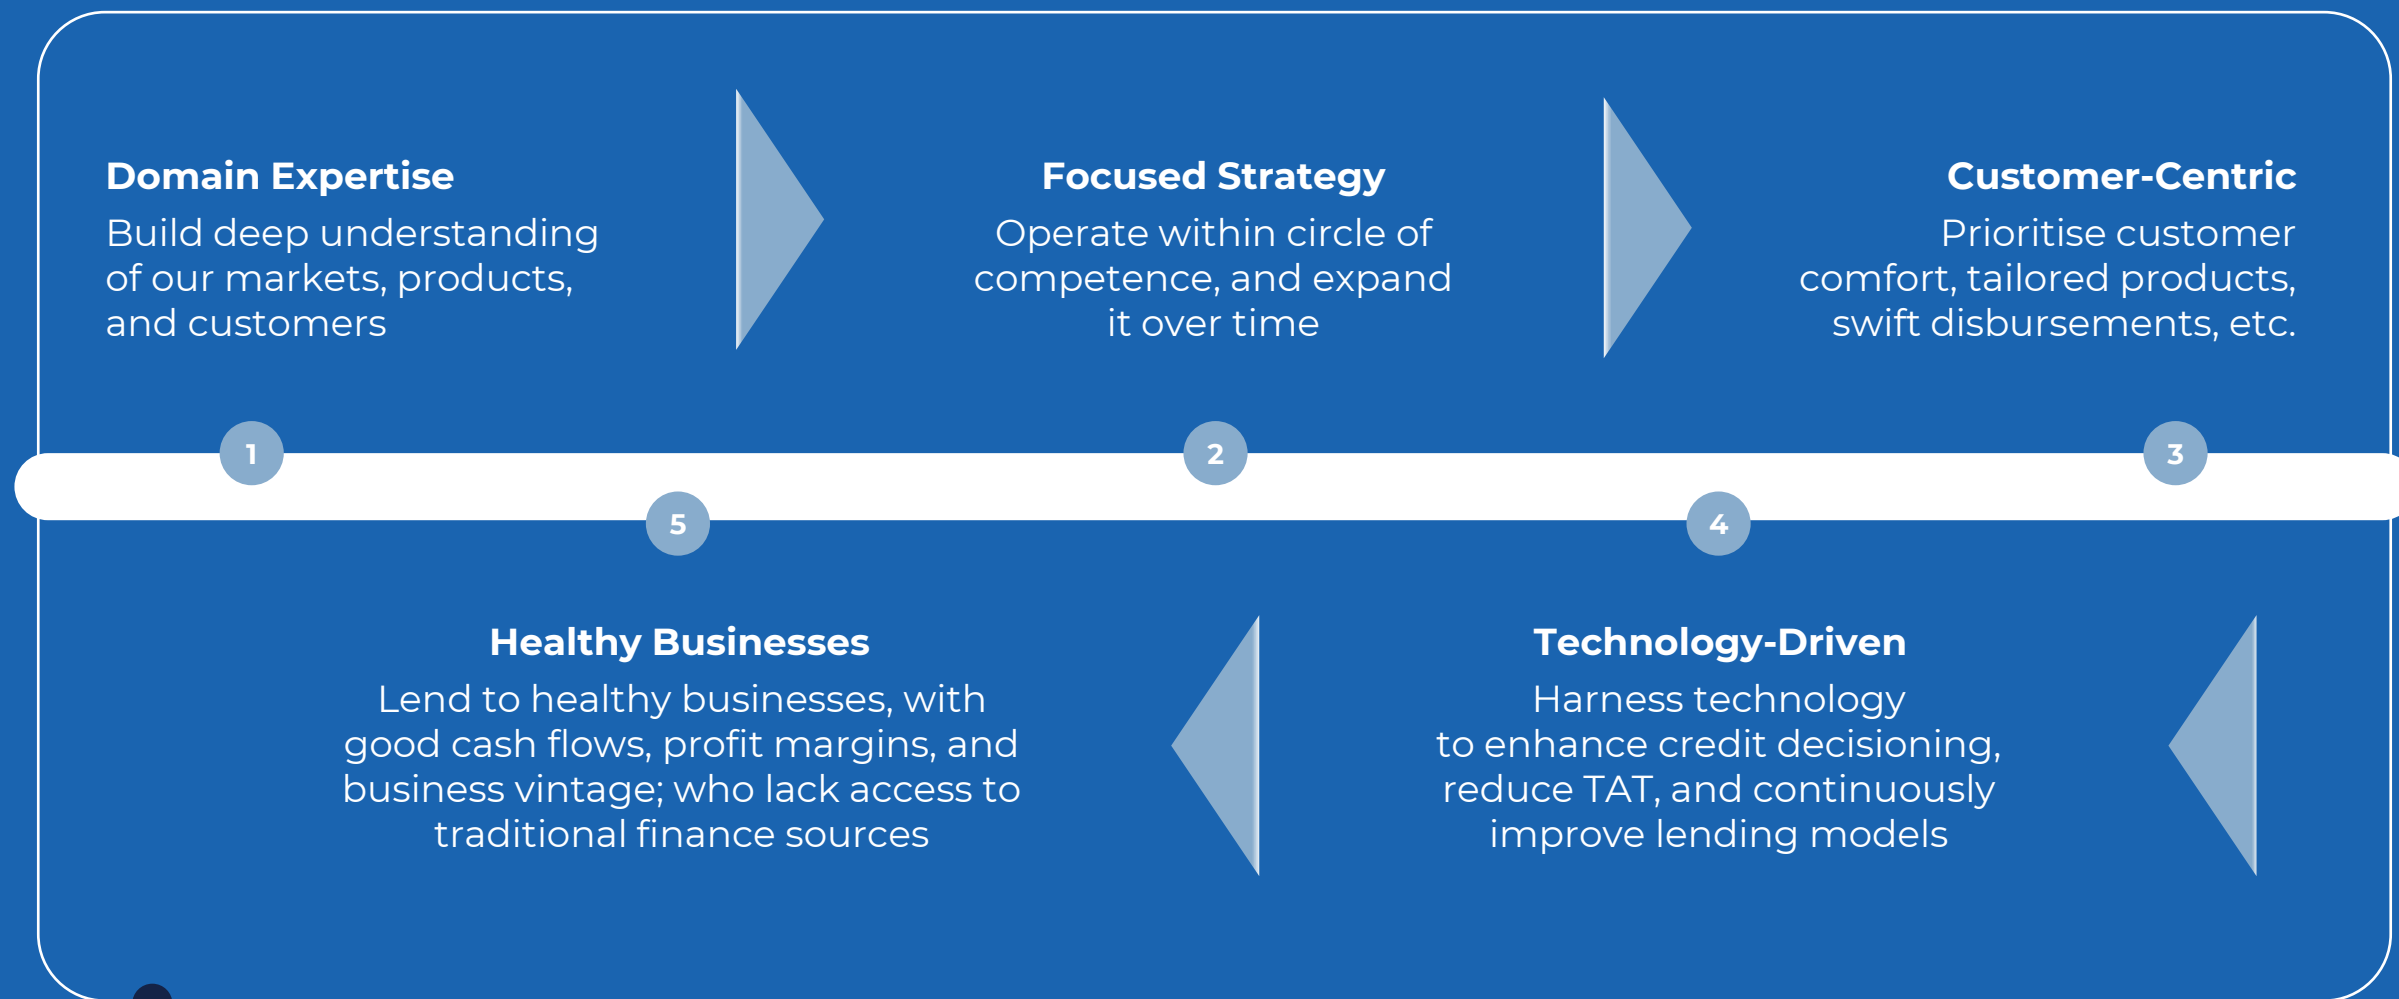 Domain Expertise
Build deep understanding
of our markets, products,
and customers
Focused Strategy
Operate within circle of
competence, and expand
it over time
Customer-Centric
Prioritise customer
comfort, tailored products,
swift disbursements, etc.
1
2
3
4
5
Technology-Driven
Harness technology
to enhance credit decisioning,
reduce TAT, and continuously
improve lending models
Healthy Businesses
Lend to healthy businesses, with
good cash flows, profit margins, and
business vintage; who lack access to
traditional finance sources